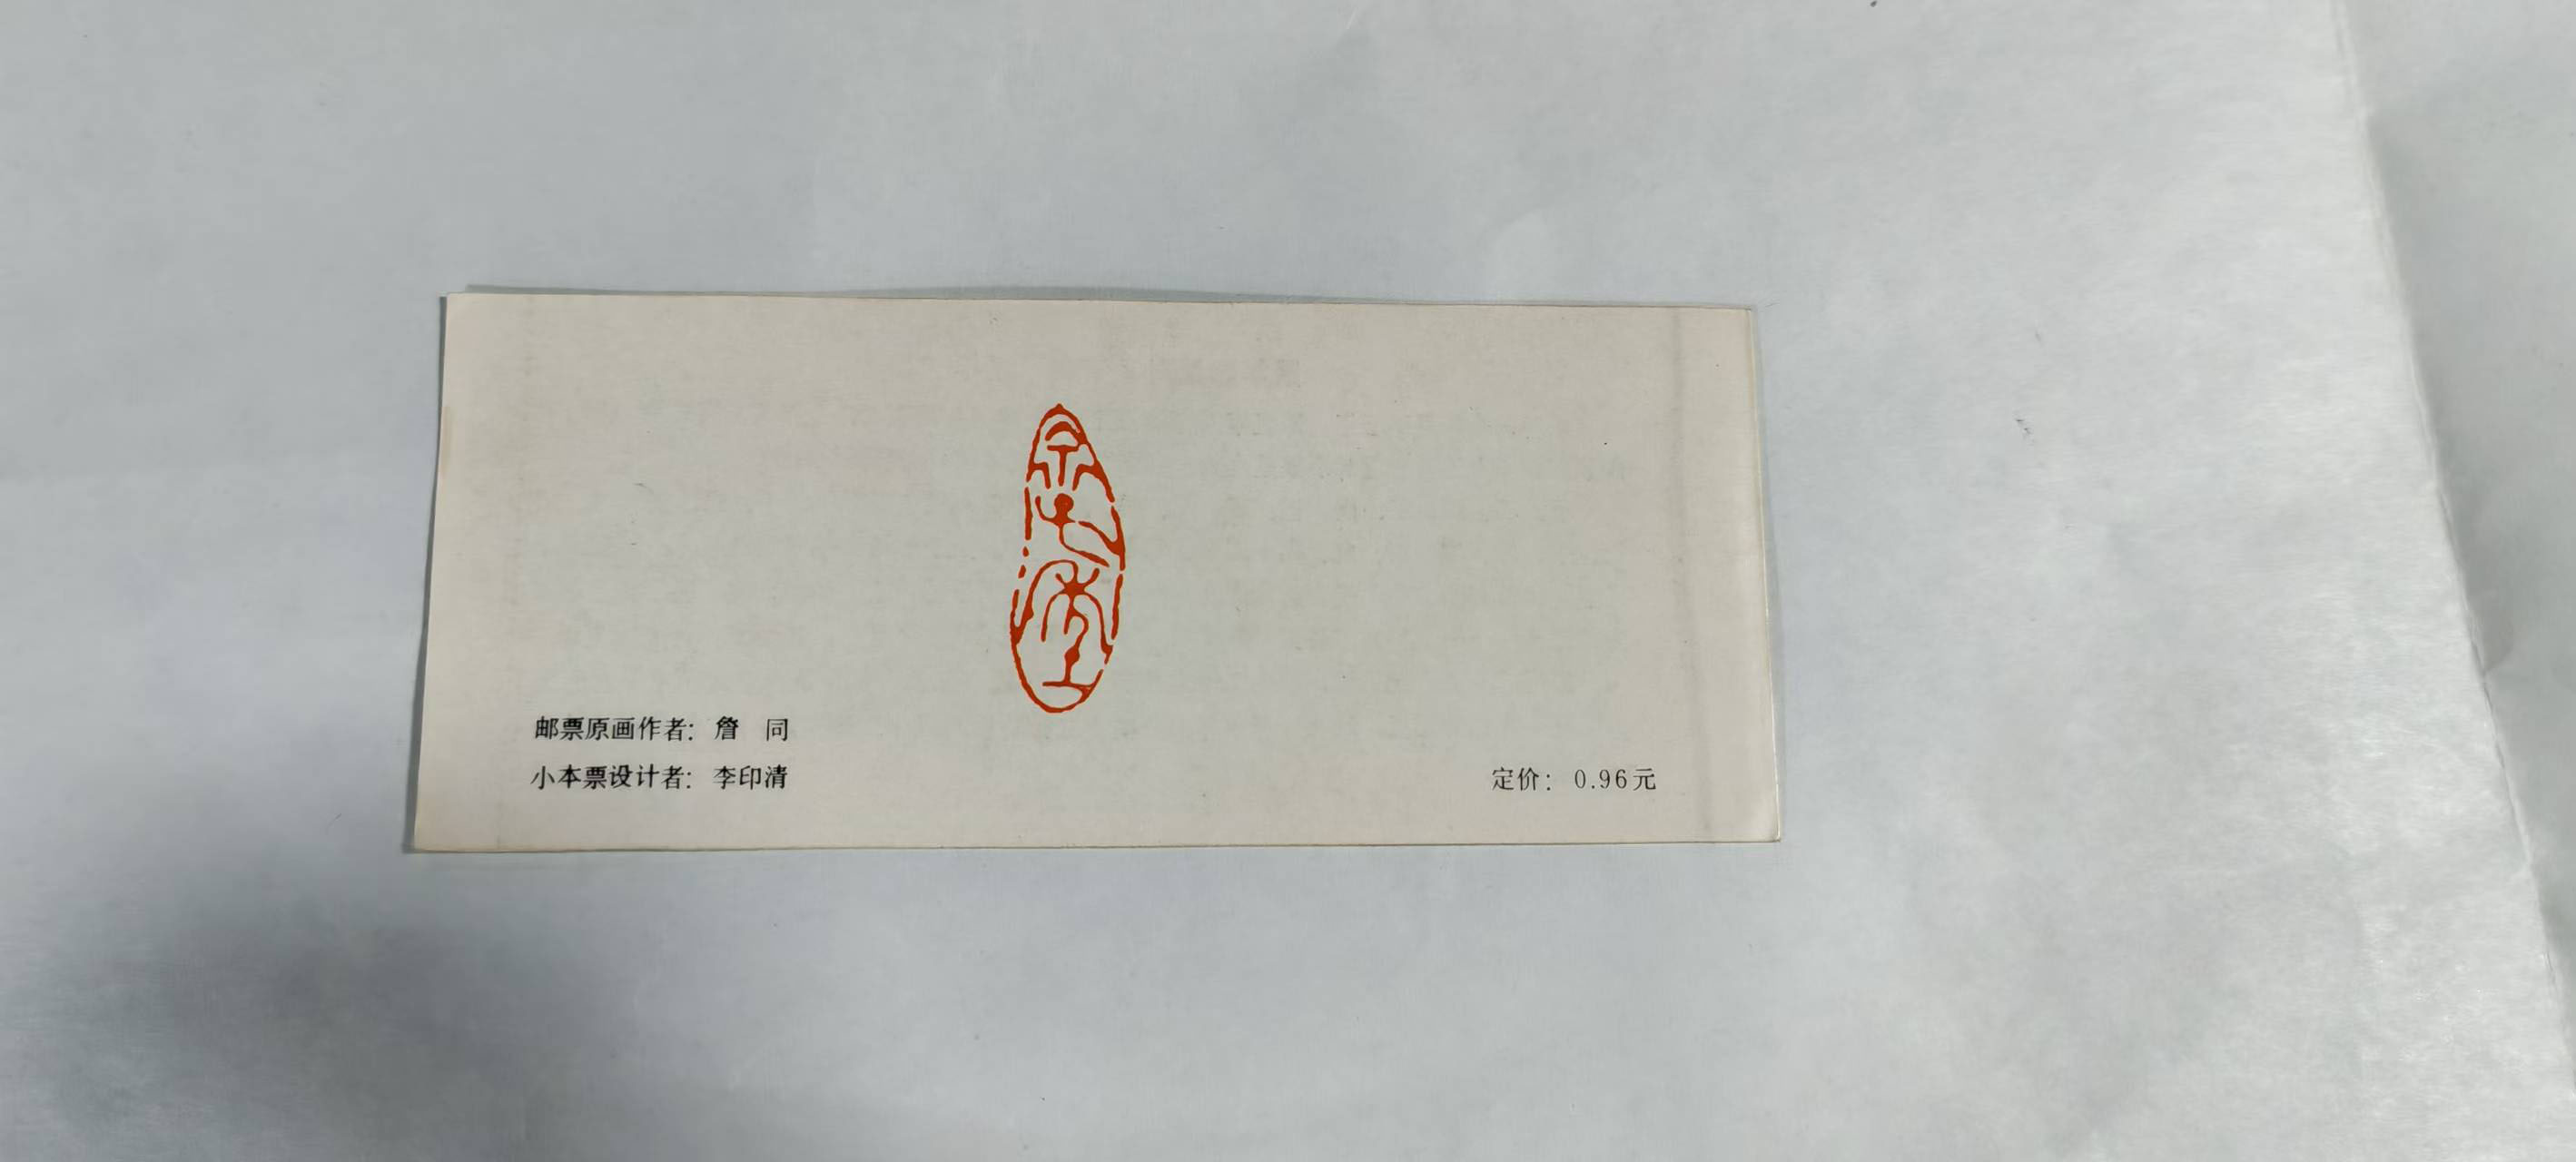 邮票原画作者：詹　同
小本票设计者：李印清
定价：0.96元